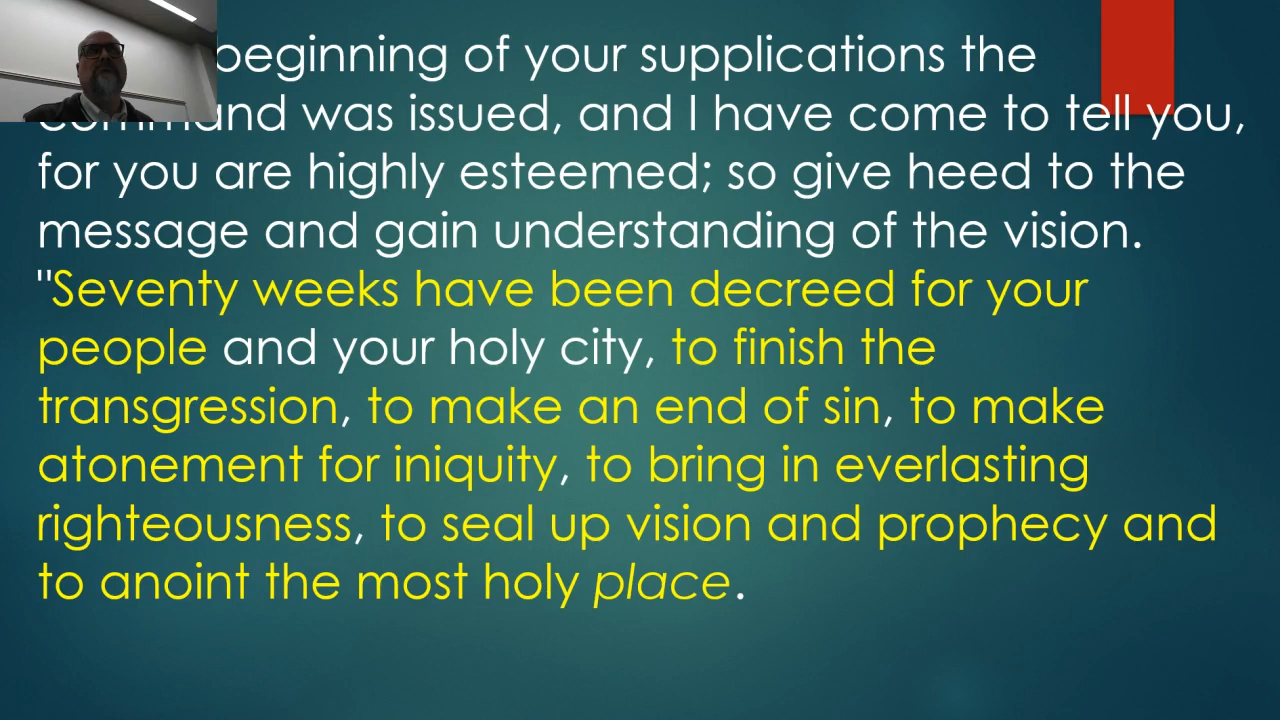 beginning of your supplications the
command was issued, and I have come to tell you,
for you are highly esteemed; so give heed to the
message and gain understanding of the vision.
"Seventy weeks have been decreed for your
people and your holy city, to finish the
transgression, to make an end of sin, to make
atonement for iniquity, to bring in everlasting
righteousness, to seal up vision and prophecy and
to anoint the most holy place.